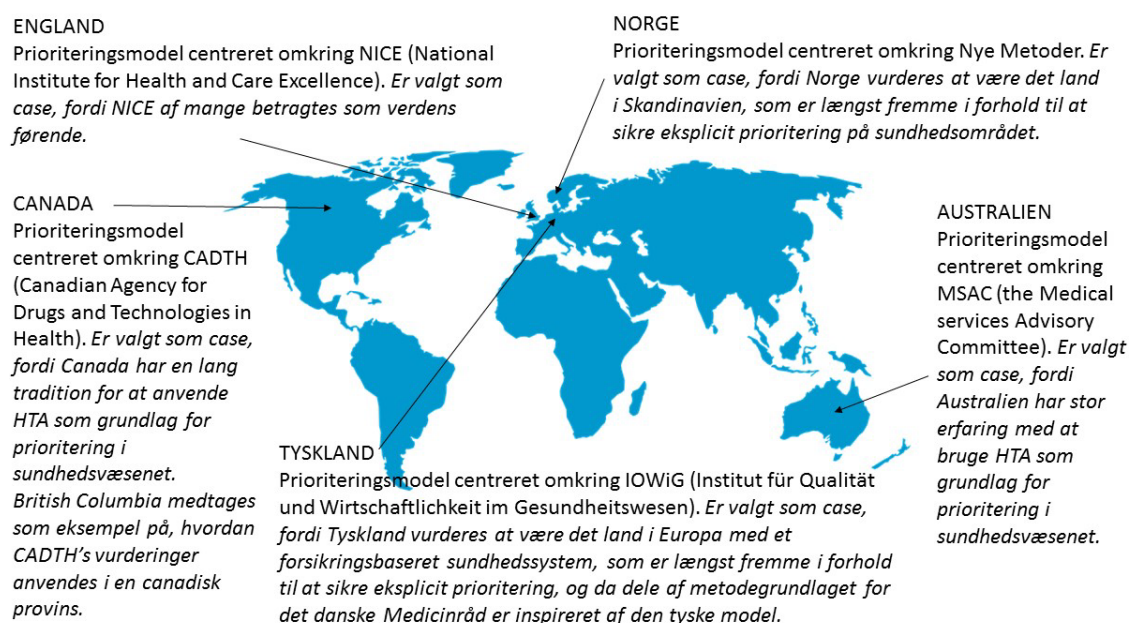 ENGLAND
Prioriteringsmodel centreret omkring NICE (National
Institute for Health and Care Excellence). Er valgt som
case, fordi NICE af mange betragtes som verdens
førende.
NORGE
Prioriteringsmodel centreret omkring Nye Metoder. Er
valgt som case, fordi Norge vurderes at være det land
i Skandinavien, som er længst fremme i forhold til at
sikre eksplicit prioritering på sundhedsområdet.
CANADA
Prioriteringsmodel
centreret omkring CADTH
(Canadian Agency for
Drugs and Technologies in
Health). Er valgt som case,
fordi Canada har en lang
tradition for at anvende
HTA som grundlag for
prioritering i
sundhedsvæsenet.
British Columbia medtages
som eksempel på, hvordan
CADTH’s vurderinger
anvendes i en canadisk
provins.
TYSKLAND
Prioriteringsmodel centreret omkring IOWiG (Institut für Qualität
und Wirtschaftlichkeit im Gesundheitswesen). Er valgt som case,
fordi Tyskland vurderes at være det land i Europa med et
forsikringsbaseret sundhedssystem, som er længst fremme i forhold
til at sikre eksplicit prioritering, og da dele af metodegrundlaget for
det danske Medicinråd er inspireret af den tyske model.
AUSTRALIEN
Prioriteringsmodel
centreret omkring
MSAC (the Medical
services Advisory
Committee). Er valgt
som case, fordi
Australien har stor
erfaring med at
bruge HTA som
grundlag for
prioritering i
sundhedsvæsenet.